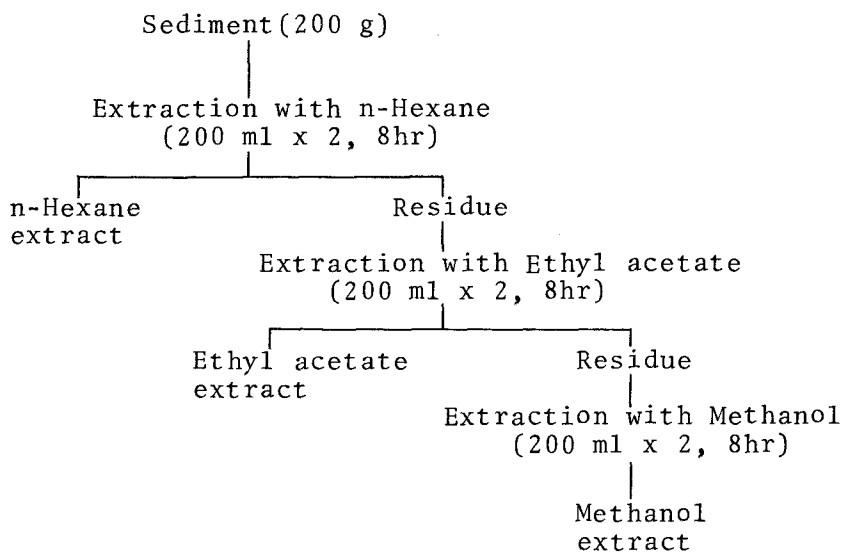 Sediment(200 g)
Extraction with n-Hexane
(200 ml x 2, 8hr)
n-Hexane
extract
Residue
Extraction with Ethyl acetate
(200 ml x 2, 8hr)
Ethyl acetate
extract
Residue
Extraction with Methanol
(200 ml x 2, 8hr)
Methanol
extract